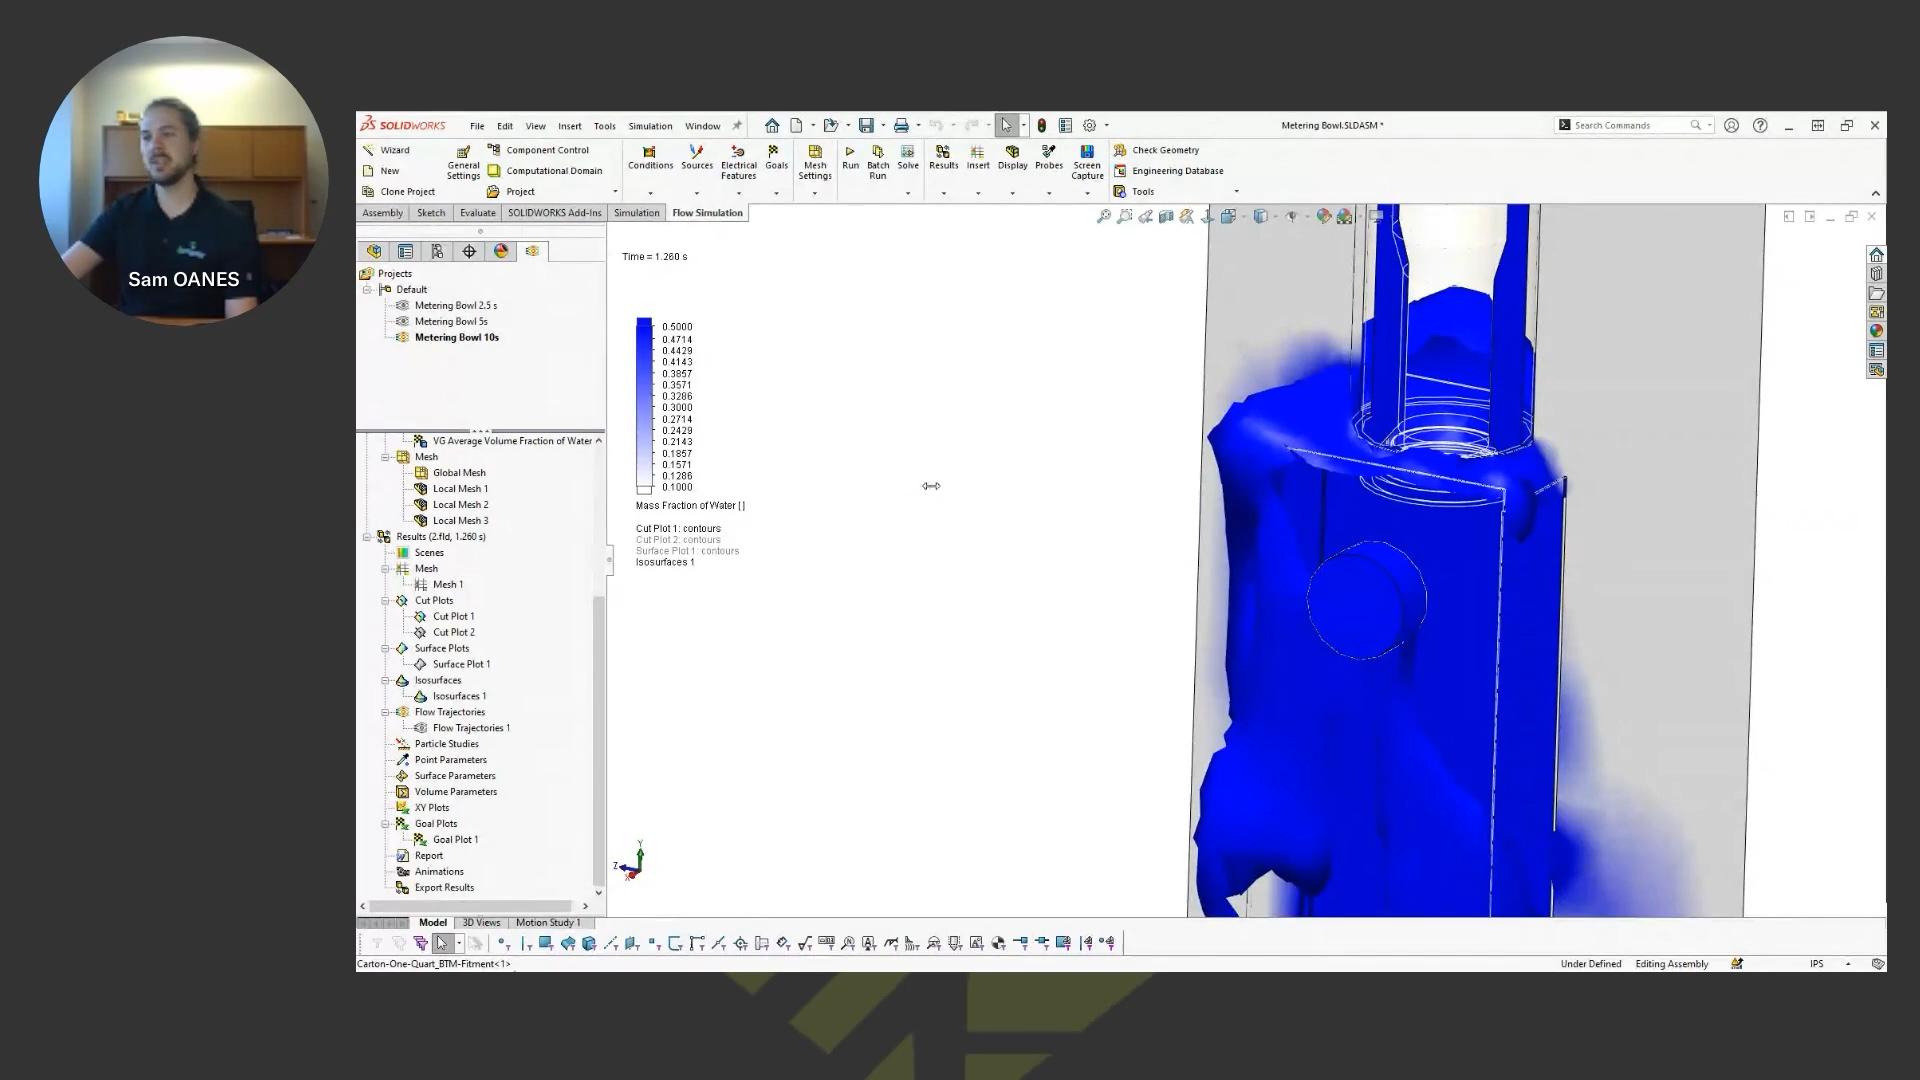 Sam OANES
SOLIDWORKS File Edit View Insert Tools Simulation Window
Metering Bowl.SLDASM *
Search Commands
Wizard
New
Clone Project
General Settings
Component Control
Computational Domain
Project
Conditions
Sources
Electrical Features
Goals
Mesh Settings
Run
Batch Run
Solve
Results
Insert
Display
Probes
Screen Capture
Check Geometry
Engineering Database
Tools
Assembly Sketch Evaluate SOLIDWORKS Add-Ins Simulation Flow Simulation
Projects
Default
Metering Bowl 2.5 s
Metering Bowl 5s
Metering Bowl 10s
VG Average Volume Fraction of Water
Mesh
Global Mesh
Local Mesh 1
Local Mesh 2
Local Mesh 3
Results (2.fld, 1.260 s)
Scenes
Mesh
Mesh 1
Cut Plots
Cut Plot 1
Cut Plot 2
Surface Plots
Surface Plot 1
Isosurfaces
Isosurfaces 1
Flow Trajectories
Flow Trajectories 1
Particle Studies
Point Parameters
Surface Parameters
Volume Parameters
XY Plots
Goal Plots
Goal Plot 1
Report
Animations
Export Results
Time = 1.260 s
0.5000
0.4714
0.4429
0.4143
0.3857
0.3571
0.3286
0.3000
0.2714
0.2429
0.2143
0.1857
0.1571
0.1286
0.1000
Mass Fraction of Water [ ]
Cut Plot 1: contours
Cut Plot 2: contours
Surface Plot 1: contours
Isosurfaces 1
Y
Z
X
Model 3D Views Motion Study 1
Carton-One-Quart_BTM-Fitment<1>
Under Defined Editing Assembly IPS